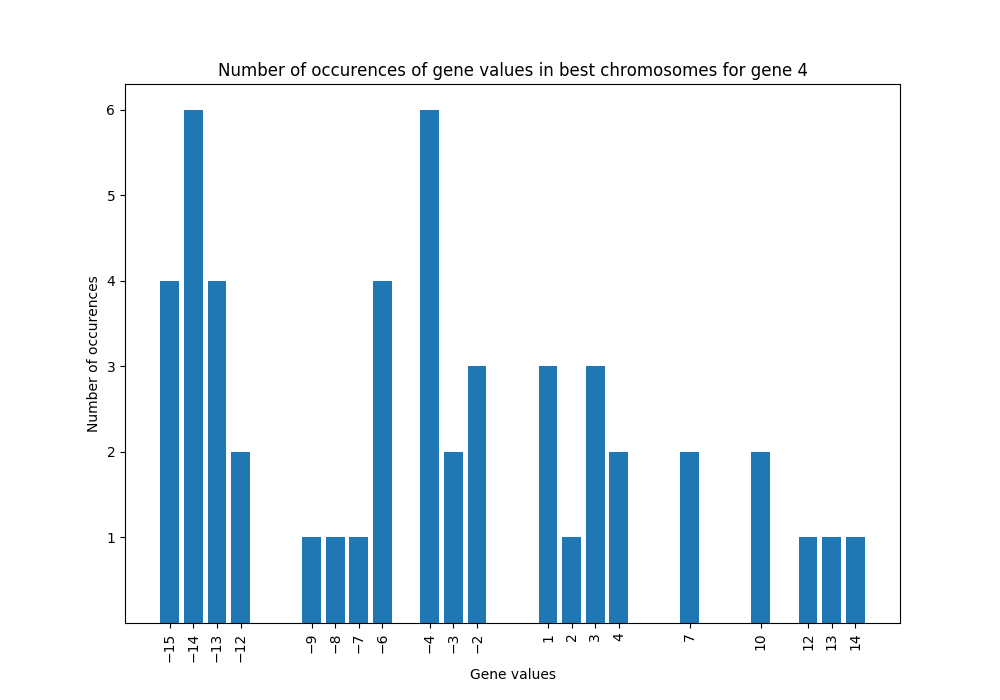 Number of occurences of gene values in best chromosomes for gene 4
6
5
4
3
2
1
Number of occurences
−15 −14 −13 −12 −9 −8 −7 −6 −4 −3 −2 1 2 3 4 7 10 12 13 14
Gene values